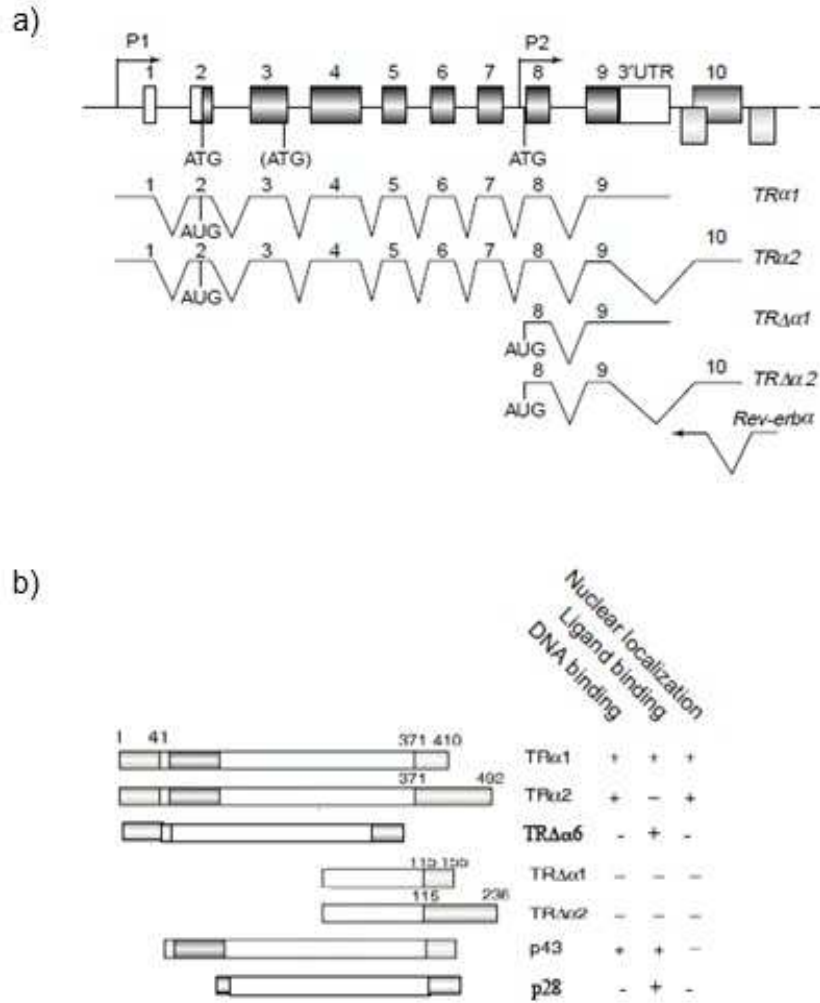 a)
P1 P2
1 2 3 4 5 6 7 8 9 3'UTR 10
ATG (ATG) ATG
1 2 3 4 5 6 7 8 9 TRα1
AUG
1 2 3 4 5 6 7 8 9 10 TRα2
AUG
8 9 TRΔα1
AUG
8 9 10 TRΔα2
AUG
Rev-erbα
b)
Nuclear localization
Ligand binding
DNA binding
1 41 371 410 TRα1 + + +
371 492 TRα2 + – +
TRΔα6 - + -
115 155 TRΔα1 – – –
115 236 TRΔα2 – – –
p43 + + –
p28 - + -